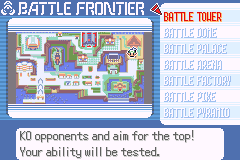 BATTLE FRONTIER
BATTLE TOWER
BATTLE DOME
BATTLE PALACE
BATTLE ARENA
BATTLE FACTORY
BATTLE PIKE
BATTLE PYRAMID
KO opponents and aim for the top!
Your ability will be tested.